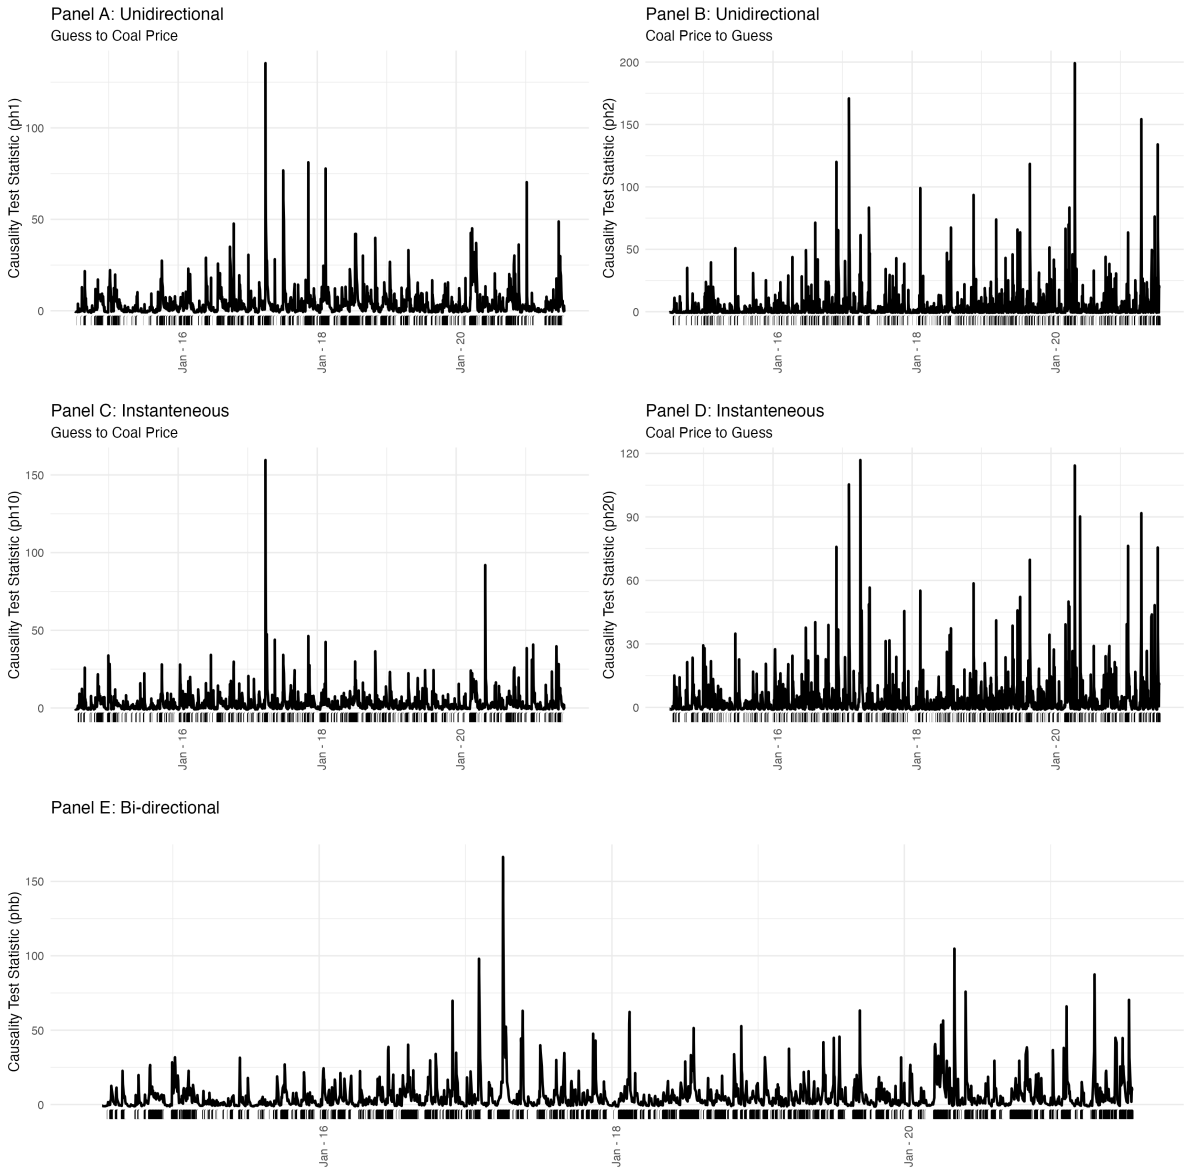 Panel A: Unidirectional
Guess to Coal Price
Causality Test Statistic (ph1)
100
50
0
Jan - 16
Jan - 18
Jan - 20
Panel B: Unidirectional
Coal Price to Guess
Causality Test Statistic (ph2)
200
150
100
50
0
Jan - 16
Jan - 18
Jan - 20
Panel C: Instanteneous
Guess to Coal Price
Causality Test Statistic (ph10)
150
100
50
0
Jan - 16
Jan - 18
Jan - 20
Panel D: Instanteneous
Coal Price to Guess
Causality Test Statistic (ph20)
120
90
60
30
0
Jan - 16
Jan - 18
Jan - 20
Panel E: Bi-directional
Causality Test Statistic (phb)
150
100
50
0
Jan - 16
Jan - 18
Jan - 20